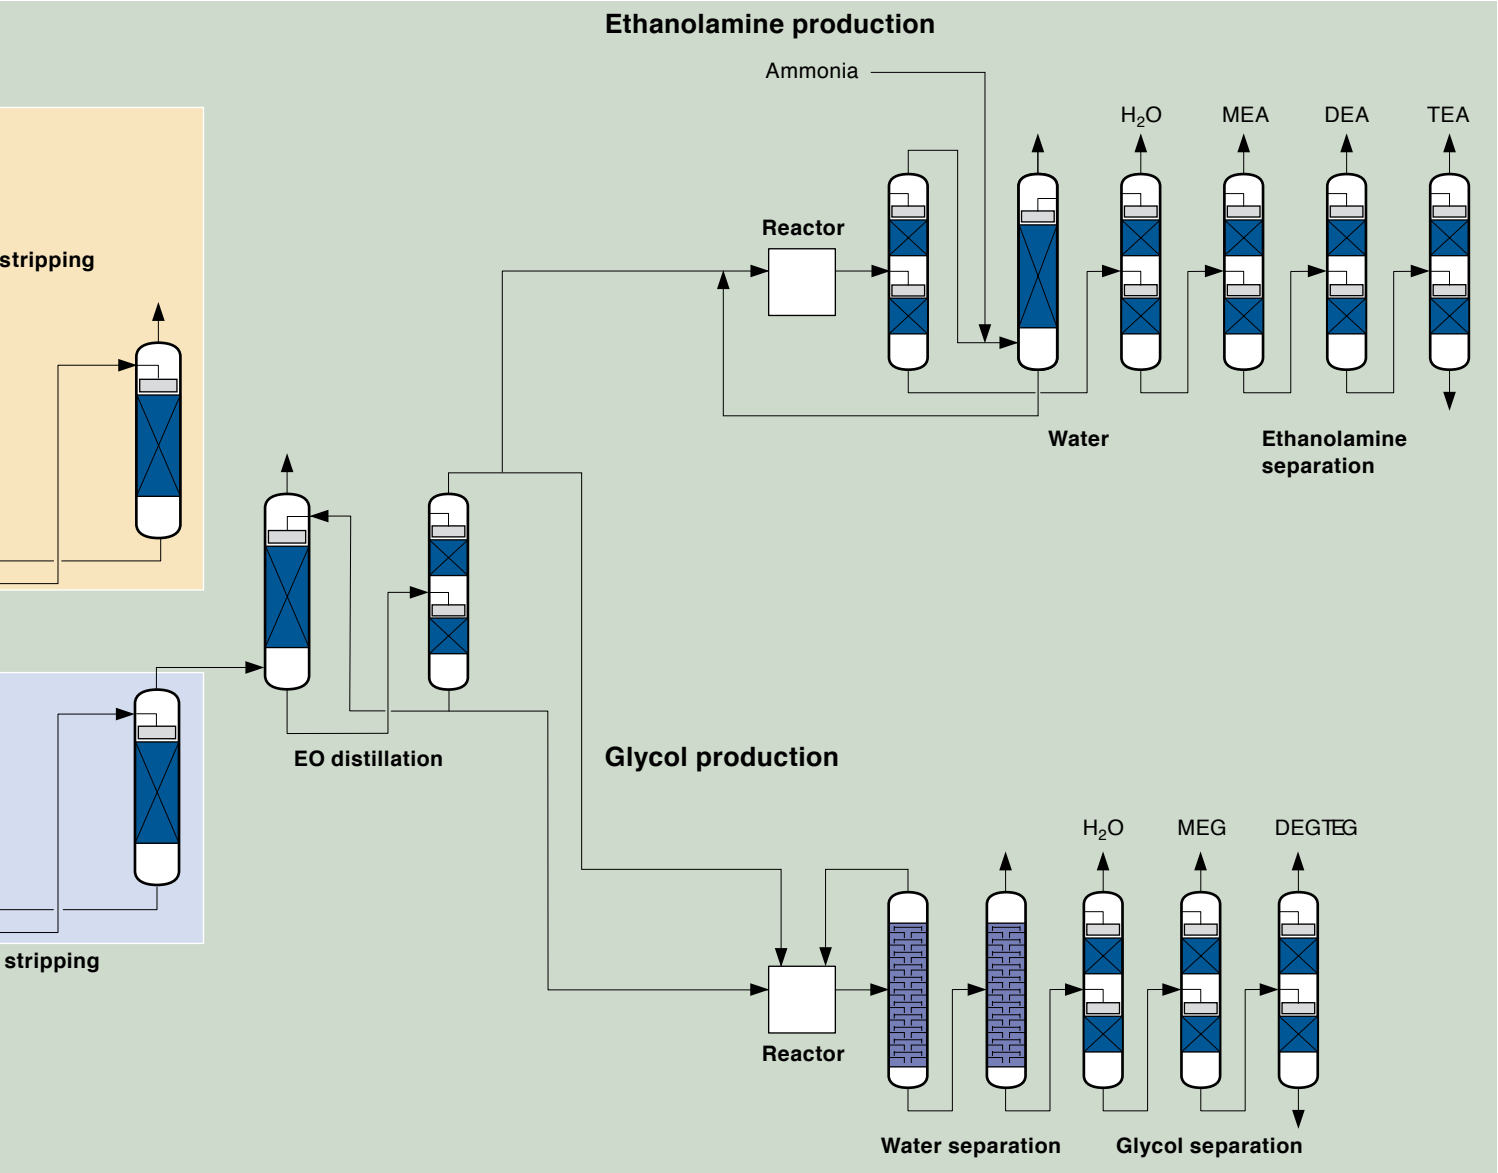 Ethanolamine production
Ammonia
H₂O MEA DEA TEA
Reactor
stripping
Water
Ethanolamine
separation
EO distillation
Glycol production
H₂O MEG DEGTEG
stripping
Reactor
Water separation
Glycol separation